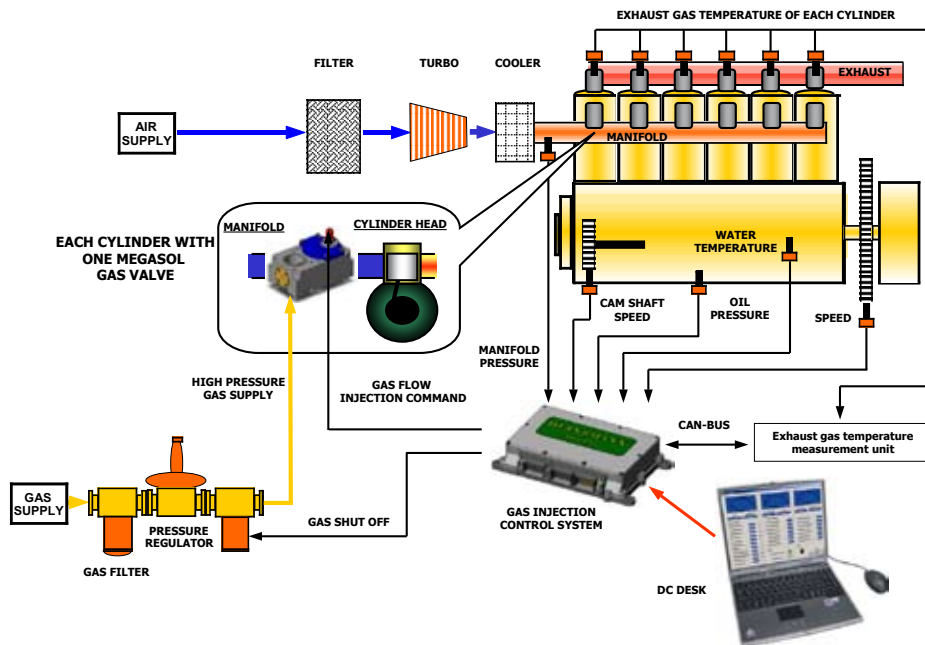 EXHAUST GAS TEMPERATURE OF EACH CYLINDER
FILTER
TURBO
COOLER
EXHAUST
AIR
SUPPLY
MANIFOLD
MANIFOLD
CYLINDER HEAD
EACH CYLINDER WITH
ONE MEGASOL
GAS VALVE
WATER
TEMPERATURE
CAM SHAFT
SPEED
OIL
PRESSURE
SPEED
MANIFOLD
PRESSURE
HIGH PRESSURE
GAS SUPPLY
GAS FLOW
INJECTION COMMAND
CAN-BUS
Exhaust gas temperature
measurement unit
GAS
SUPPLY
PRESSURE
REGULATOR
GAS SHUT OFF
GAS INJECTION
CONTROL SYSTEM
GAS FILTER
DC DESK